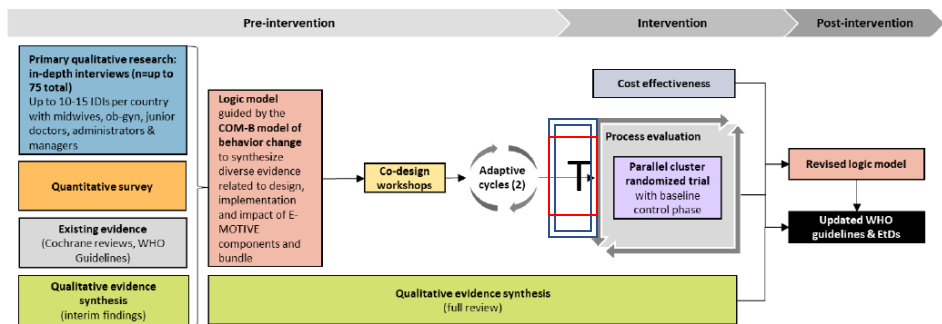 Pre-intervention
Intervention
Post-intervention
Primary qualitative research:
in-depth interviews (n=up to
75 total)
Up to 10-15 IDIs per country
with midwives, ob-gyn, junior
doctors, administrators &
managers
Quantitative survey
Existing evidence
(Cochrane reviews, WHO
Guidelines)
Qualitative evidence
synthesis
(interim findings)
Logic model
guided by the
COM-B model of
behavior change
to synthesize
diverse evidence
related to design,
implementation
and impact of E-
MOTIVE
components and
bundle
Co-design
workshops
Adaptive
cycles (2)
T
Cost effectiveness
Process evaluation
Parallel cluster
randomized trial
with baseline
control phase
Qualitative evidence synthesis
(full review)
Revised logic model
Updated WHO
guidelines & EtDs